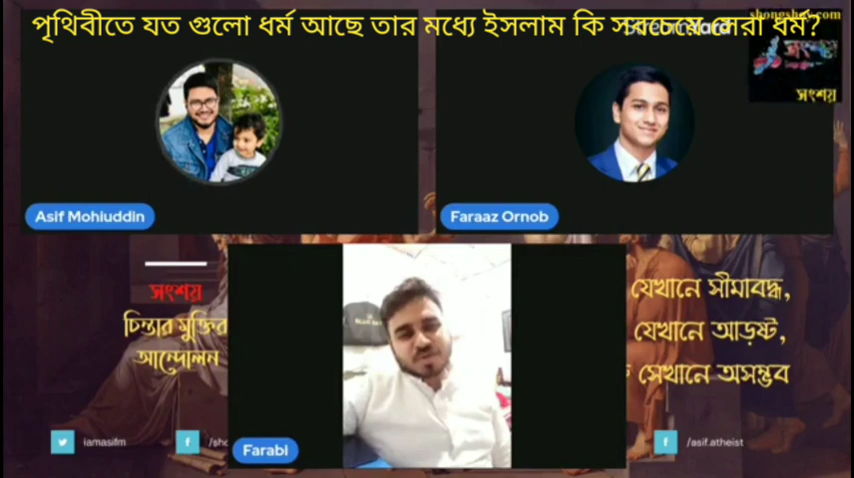 পৃথিবীতে যত গুলো ধর্ম আছে তার মধ্যে ইসলাম কি সবচেয়ে সেরা ধর্ম?
shongshoy.com
সংশয়
Asif Mohiuddin
Faraaz Ornob
সংশয়
চিন্তার মুক্তির
আন্দোলন
যেখানে সীমাবদ্ধ,
যেখানে আড়ষ্ট,
সেখানে অসম্ভব
iamasifm
/sho
Farabi
/asif.atheist